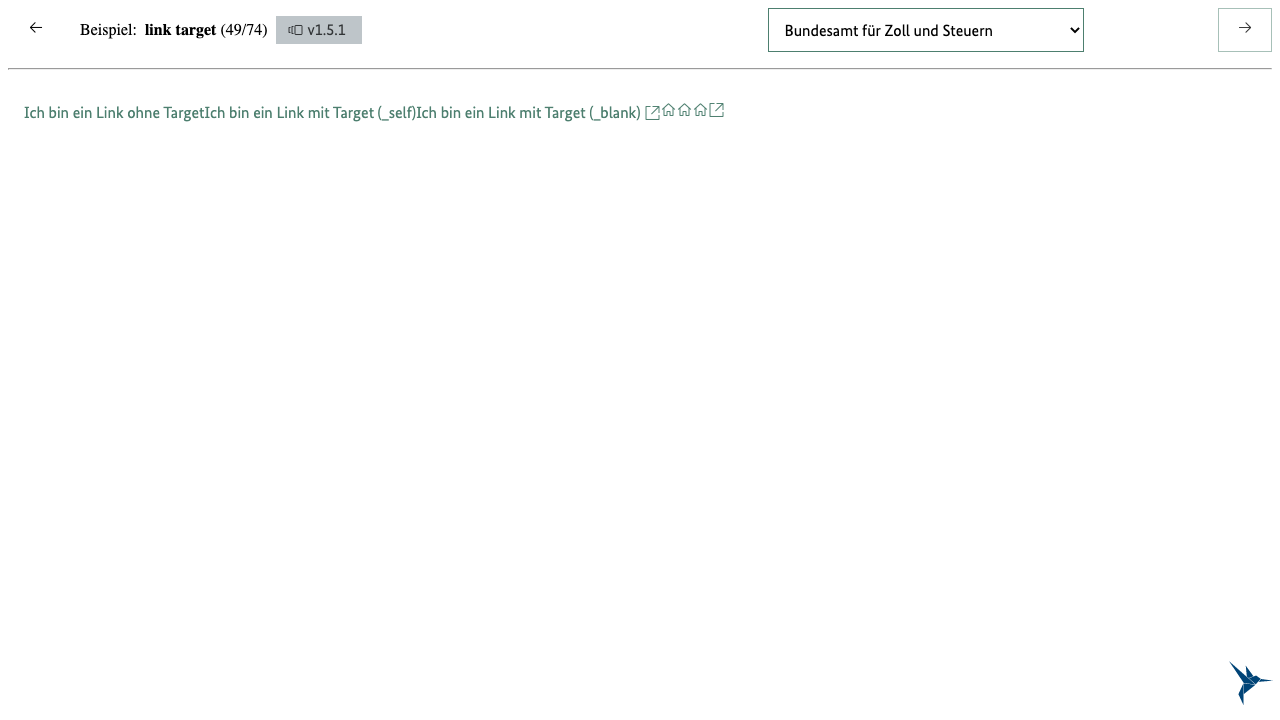 Beispiel: link target (49/74) v1.5.1 Bundesamt für Zoll und Steuern
Ich bin ein Link ohne TargetIch bin ein Link mit Target (_self)Ich bin ein Link mit Target (_blank)